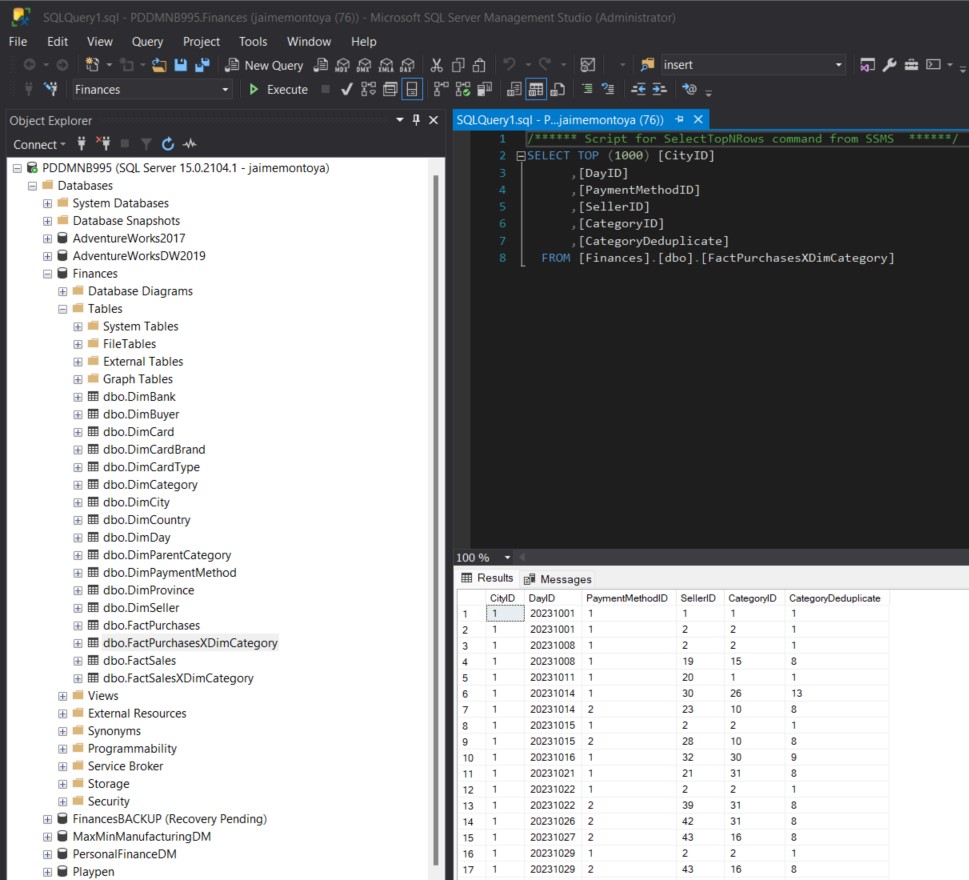 SQLQuery1.sql - PDDMNB995.Finances (jaimemontoya (76)) - Microsoft SQL Server Management Studio (Administrator)
File Edit View Query Project Tools Window Help
New Query MDX DMX XMLA DAX insert
Finances Execute
Object Explorer
Connect
PDDMNB995 (SQL Server 15.0.2104.1 - jaimemontoya)
Databases
System Databases
Database Snapshots
AdventureWorks2017
AdventureWorksDW2019
Finances
Database Diagrams
Tables
System Tables
FileTables
External Tables
Graph Tables
dbo.DimBank
dbo.DimBuyer
dbo.DimCard
dbo.DimCardBrand
dbo.DimCardType
dbo.DimCategory
dbo.DimCity
dbo.DimCountry
dbo.DimDay
dbo.DimParentCategory
dbo.DimPaymentMethod
dbo.DimProvince
dbo.DimSeller
dbo.FactPurchases
dbo.FactPurchasesXDimCategory
dbo.FactSales
dbo.FactSalesXDimCategory
Views
External Resources
Synonyms
Programmability
Service Broker
Storage
Security
FinancesBACKUP (Recovery Pending)
MaxMinManufacturingDM
PersonalFinanceDM
Playpen
SQLQuery1.sql - P...jaimemontoya (76))
1 /****** Script for SelectTopNRows command from SSMS ******/
2 SELECT TOP (1000) [CityID]
3 ,[DayID]
4 ,[PaymentMethodID]
5 ,[SellerID]
6 ,[CategoryID]
7 ,[CategoryDeduplicate]
8 FROM [Finances].[dbo].[FactPurchasesXDimCategory]
100 %
Results Messages
CityID DayID PaymentMethodID SellerID CategoryID CategoryDeduplicate
1 1 20231001 1 1 1 1
2 1 20231001 1 2 2 1
3 1 20231008 1 2 2 1
4 1 20231008 1 19 15 8
5 1 20231011 1 20 1 1
6 1 20231014 1 30 26 13
7 1 20231014 2 23 10 8
8 1 20231015 1 2 2 1
9 1 20231015 2 28 10 8
10 1 20231016 1 32 30 9
11 1 20231021 1 21 31 8
12 1 20231022 1 2 2 1
13 1 20231022 2 39 31 8
14 1 20231026 2 42 31 8
15 1 20231027 2 43 16 8
16 1 20231029 1 2 2 1
17 1 20231029 2 43 16 8